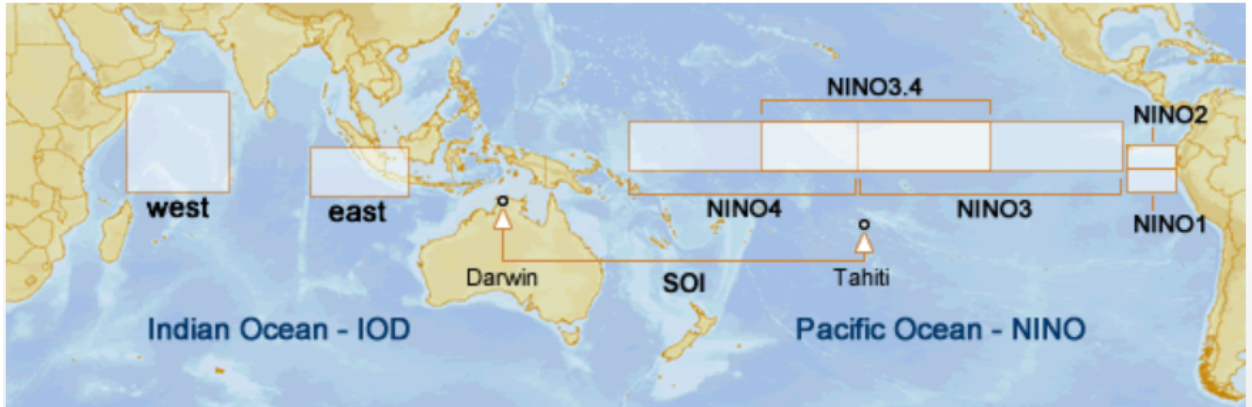 NINO3.4
NINO2
west
east
NINO4
NINO3
NINO1
Darwin
SOI
Tahiti
Indian Ocean - IOD
Pacific Ocean - NINO